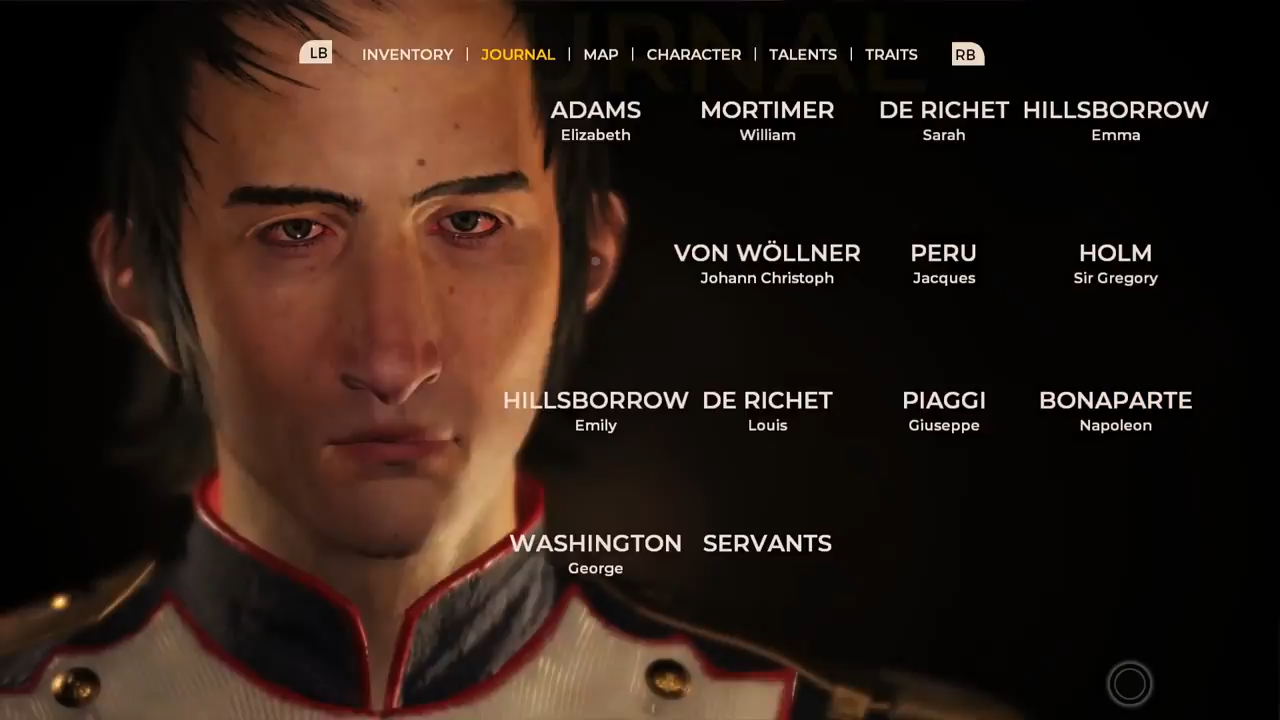 JOURNAL
LB INVENTORY | JOURNAL | MAP | CHARACTER | TALENTS | TRAITS RB
ADAMS MORTIMER DE RICHET HILLSBORROW
Elizabeth William Sarah Emma
VON WÖLLNER PERU HOLM
Johann Christoph Jacques Sir Gregory
HILLSBORROW DE RICHET PIAGGI BONAPARTE
Emily Louis Giuseppe Napoleon
WASHINGTON SERVANTS
George